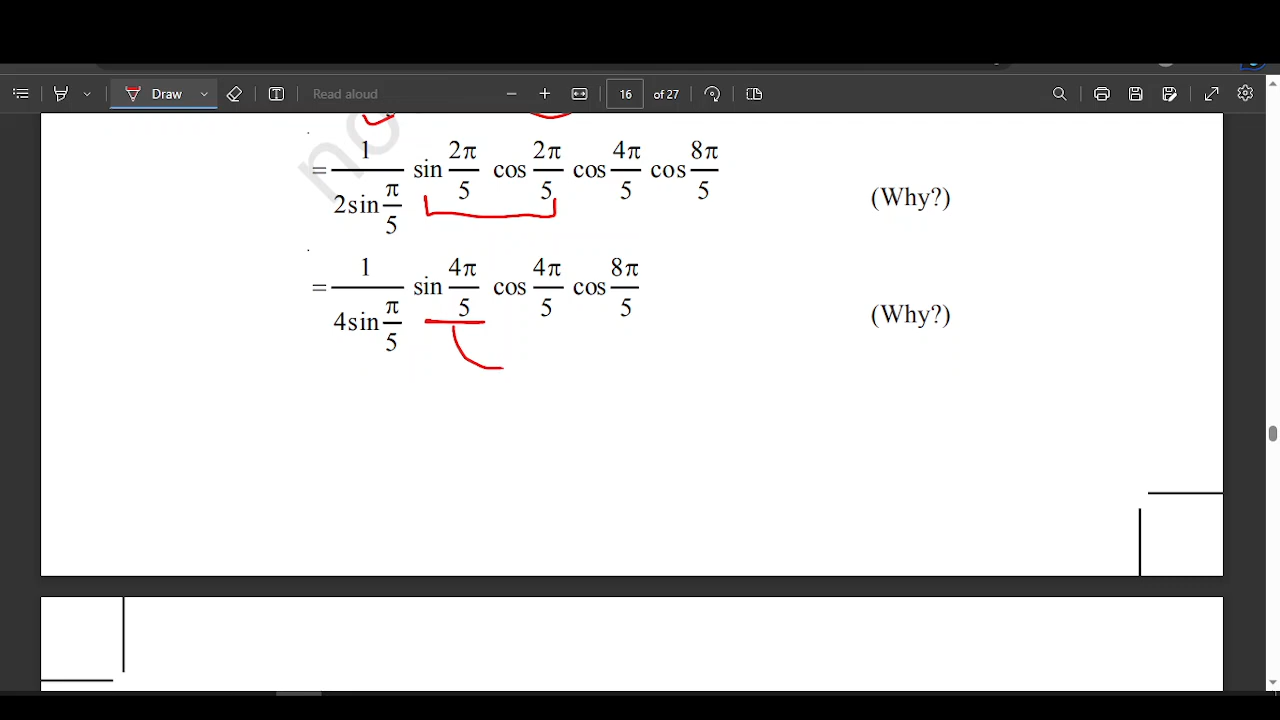 Draw
Read aloud
16 of 27
no
= 1/(2sin π/5) sin 2π/5 cos 2π/5 cos 4π/5 cos 8π/5 (Why?)
= 1/(4sin π/5) sin 4π/5 cos 4π/5 cos 8π/5 (Why?)